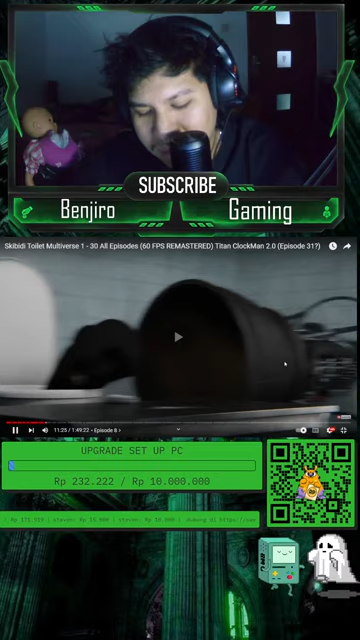 SUBSCRIBE
Benjiro
Gaming
Skibidi Toilet Multiverse 1 - 30 All Episodes (60 FPS REMASTERED) Titan ClockMan 2.0 (Episode 31?)
11:25 / 1:49:22 • Episode 8 >
UPGRADE SET UP PC
Rp 232.222 / Rp 10.000.000